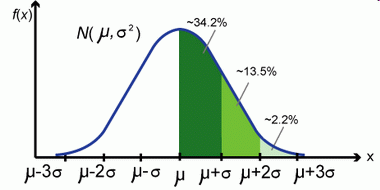 f(x)
N(μ,σ²)
~34.2%
~13.5%
~2.2%
x
μ-3σ μ-2σ μ-σ μ μ+σ μ+2σ μ+3σ